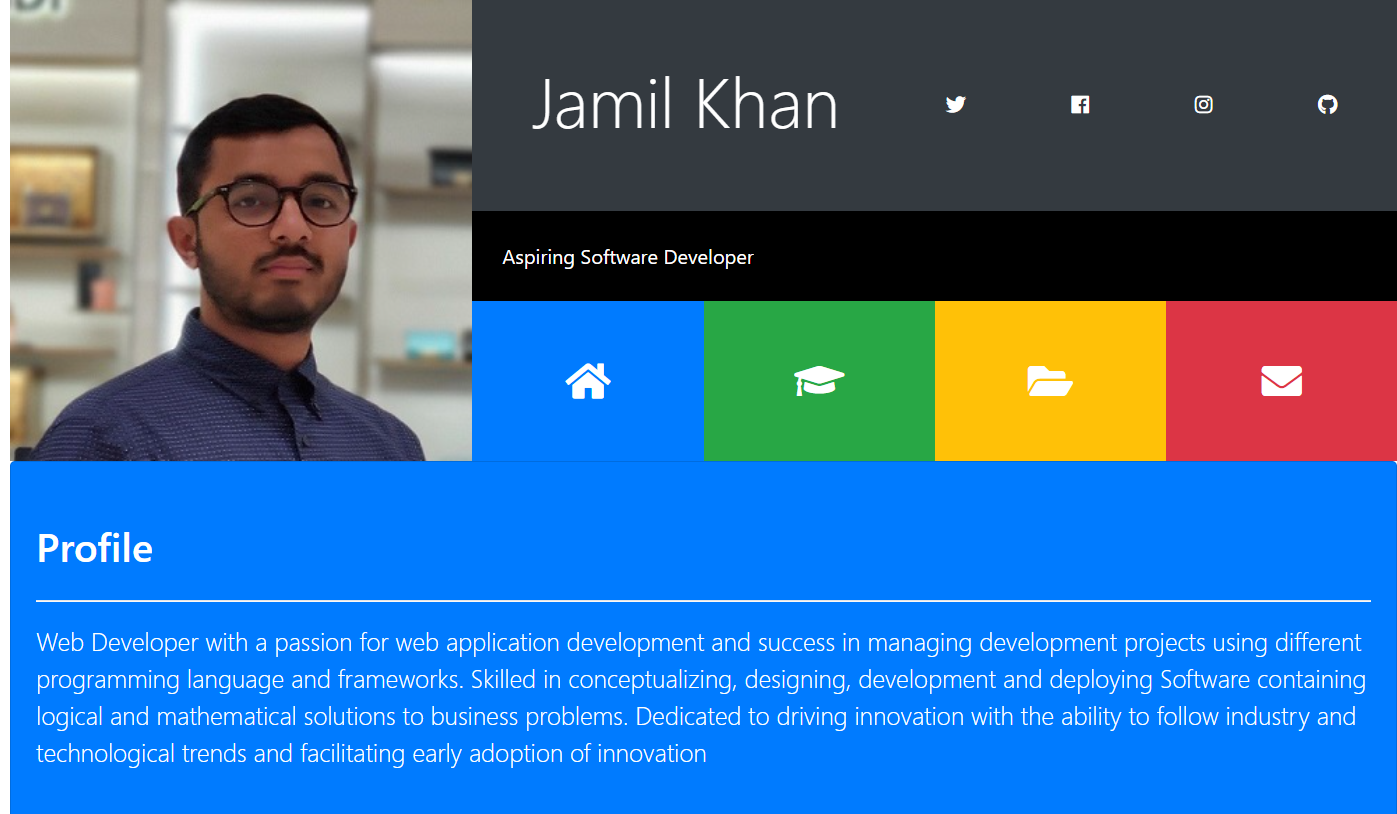 Jamil Khan
Aspiring Software Developer
Profile
Web Developer with a passion for web application development and success in managing development projects using different
programming language and frameworks. Skilled in conceptualizing, designing, development and deploying Software containing
logical and mathematical solutions to business problems. Dedicated to driving innovation with the ability to follow industry and
technological trends and facilitating early adoption of innovation